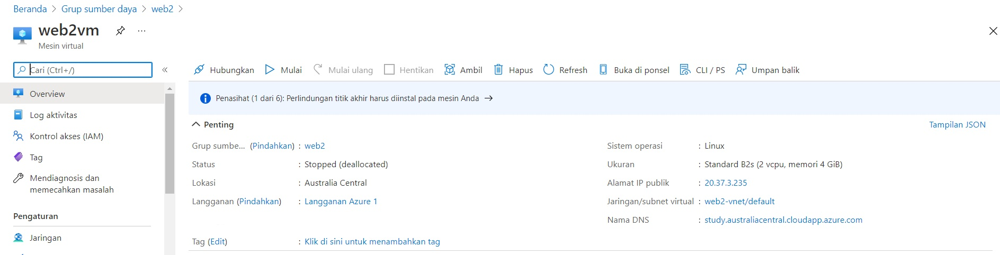 Beranda > Grup sumber daya > web2 >
web2vm
Mesin virtual
Cari (Ctrl+/)
Overview
Log aktivitas
Kontrol akses (IAM)
Tag
Mendiagnosis dan
memecahkan masalah
Pengaturan
Jaringan
Hubungkan Mulai Mulai ulang Hentikan Ambil Hapus Refresh Buka di ponsel CLI / PS Umpan balik
Penasihat (1 dari 6): Perlindungan titik akhir harus diinstal pada mesin Anda →
Penting
Tampilan JSON
Grup sumbe... (Pindahkan) : web2
Status : Stopped (deallocated)
Lokasi : Australia Central
Langganan (Pindahkan) : Langganan Azure 1
Sistem operasi : Linux
Ukuran : Standard B2s (2 vcpu, memori 4 GiB)
Alamat IP publik : 20.37.3.235
Jaringan/subnet virtual : web2-vnet/default
Nama DNS : study.australiacentral.cloudapp.azure.com
Tag (Edit) : Klik di sini untuk menambahkan tag